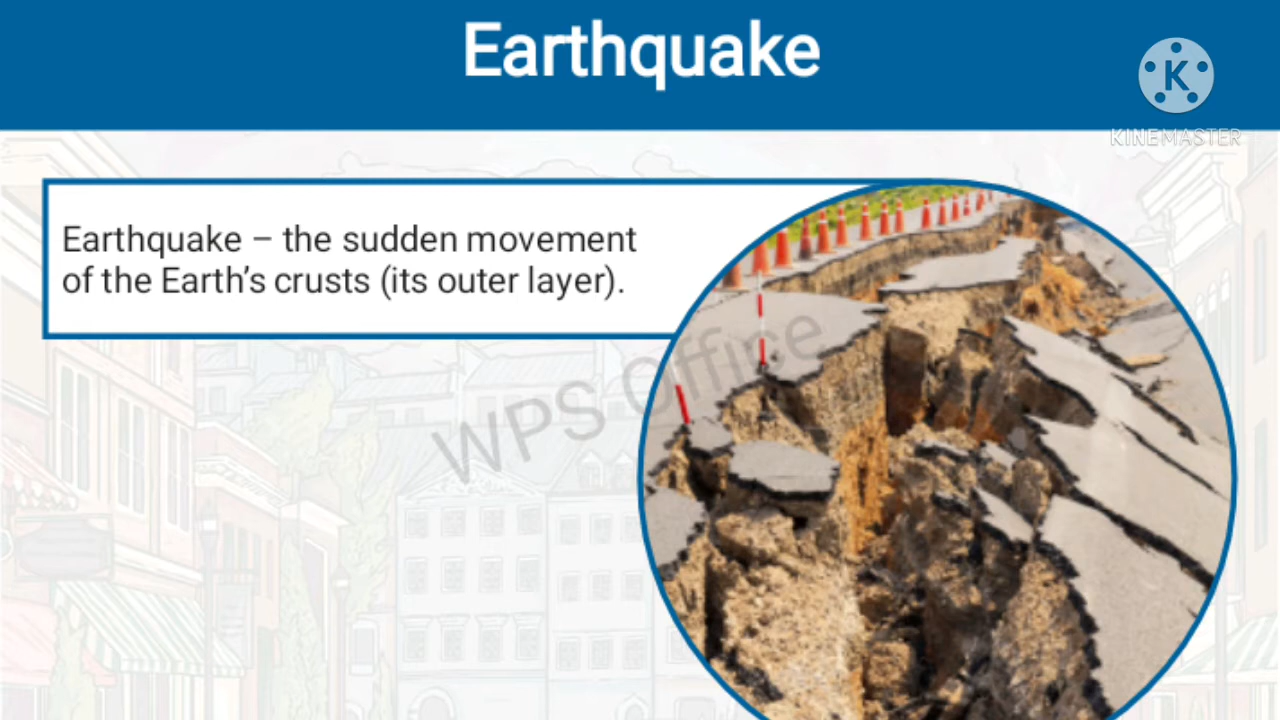 Earthquake
K
KINEMASTER
Earthquake – the sudden movement
of the Earth's crusts (its outer layer).
WPS Office